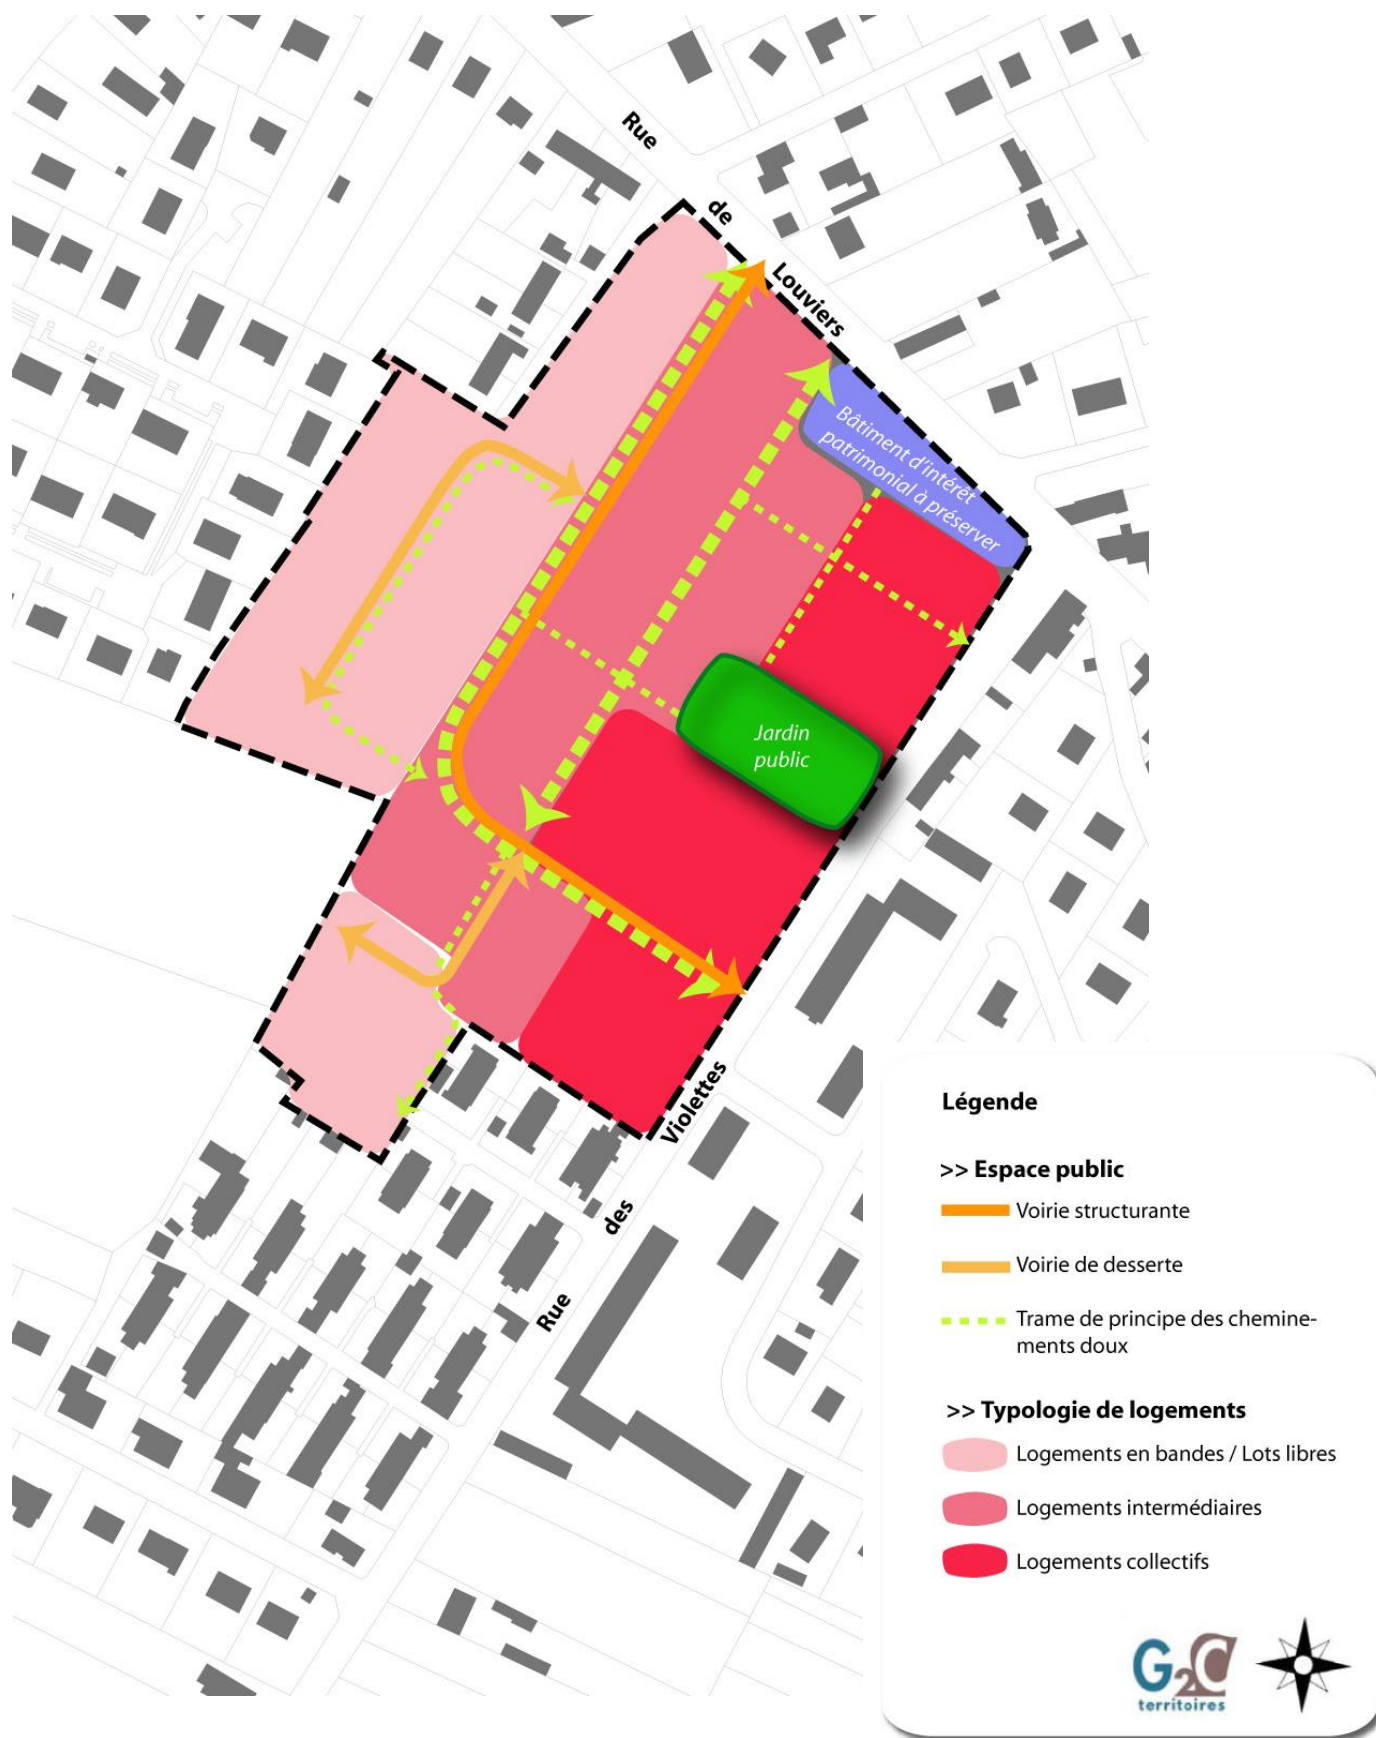 Rue
de
Louviers
Bâtiment d'intérêt
patrimonial à préserver
Jardin
public
Violettes
des
Rue
Légende
>> Espace public
Voirie structurante
Voirie de desserte
Trame de principe des chemine-
ments doux
>> Typologie de logements
Logements en bandes / Lots libres
Logements intermédiaires
Logements collectifs
G2C
territoires